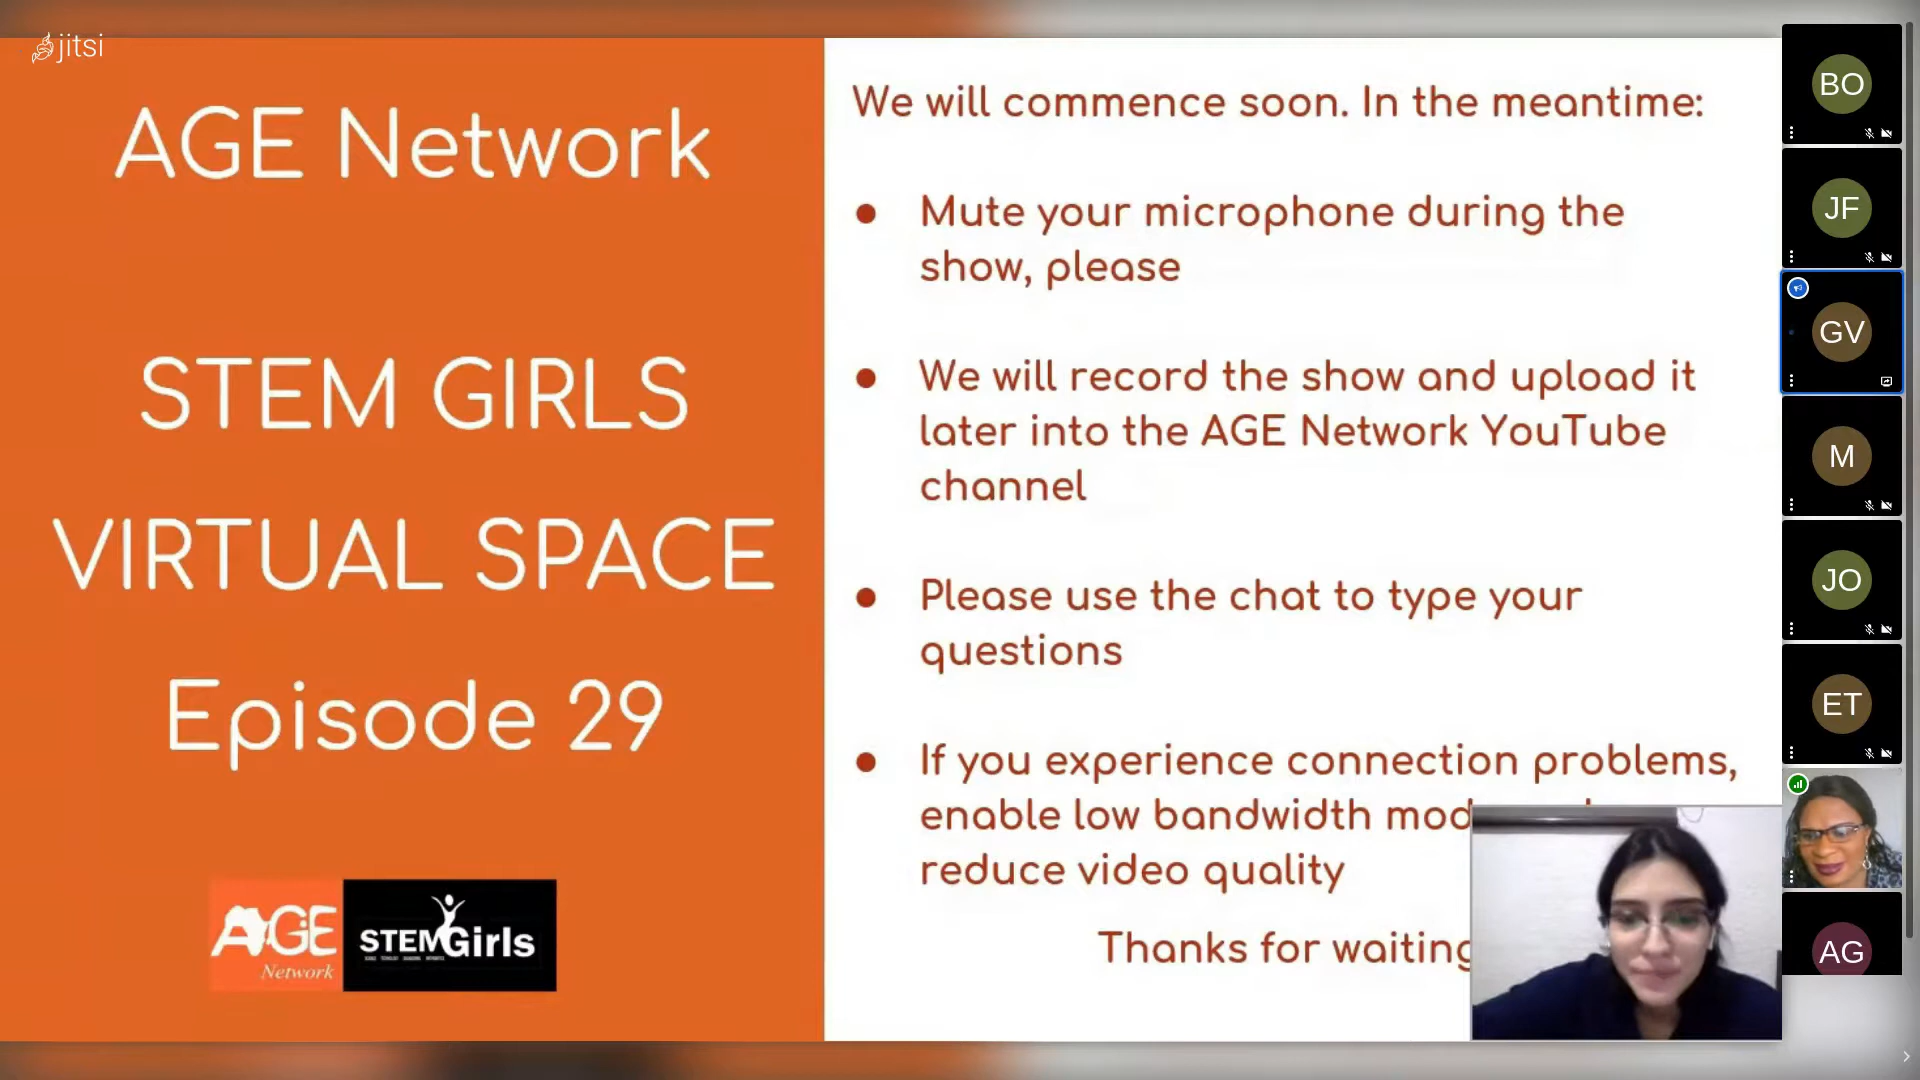 jitsi
AGE Network
STEM GIRLS
VIRTUAL SPACE
Episode 29
AGE
Network
STEMGirls
We will commence soon. In the meantime:
● Mute your microphone during the
show, please
● We will record the show and upload it
later into the AGE Network YouTube
channel
● Please use the chat to type your
questions
● If you experience connection problems,
enable low bandwidth
reduce video quality
Thanks for waiting
BO
JF
GV
M
JO
ET
AG